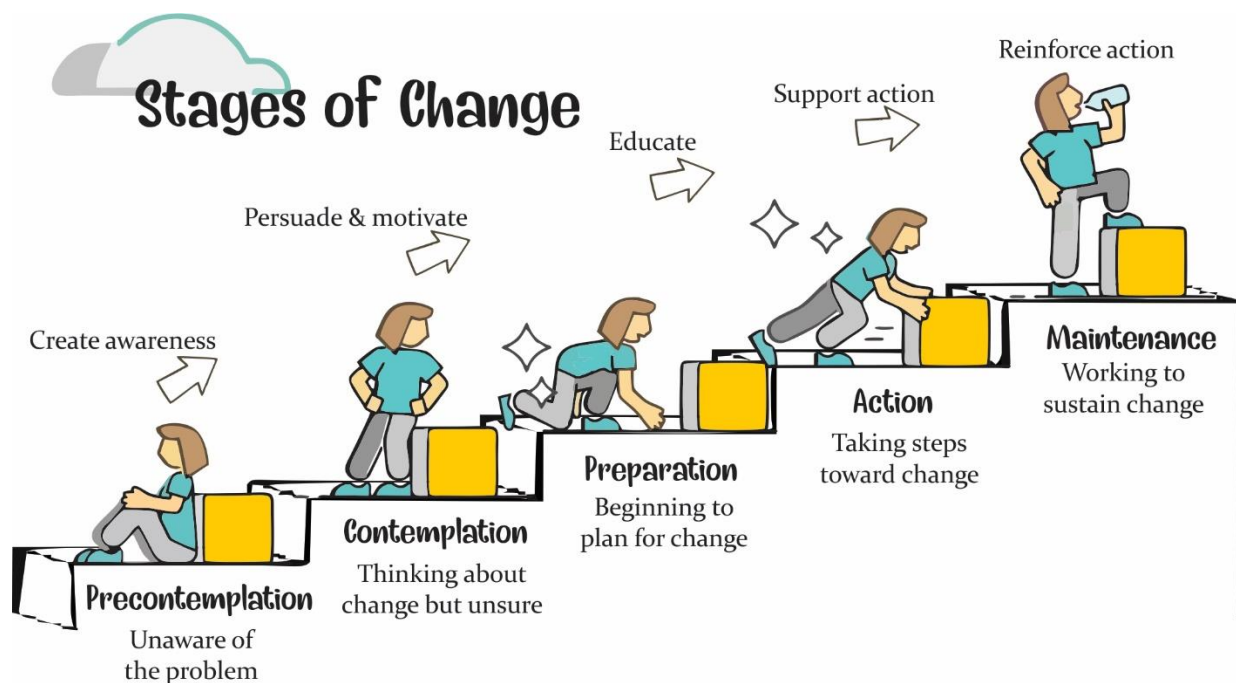 Stages of Change
Create awareness
Persuade & motivate
Educate
Support action
Reinforce action
Precontemplation
Unaware of
the problem
Contemplation
Thinking about
change but unsure
Preparation
Beginning to
plan for change
Action
Taking steps
toward change
Maintenance
Working to
sustain change